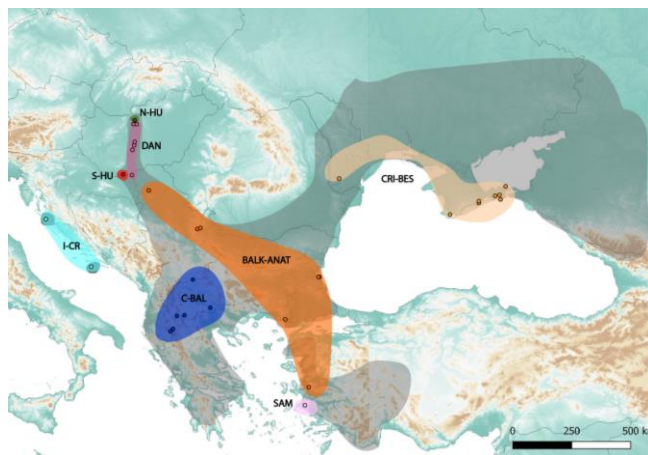 N-HU
DAN
S-HU
CRI-BES
I-CR
BALK-ANAT
C-BAL
SAM
0 250 500 k